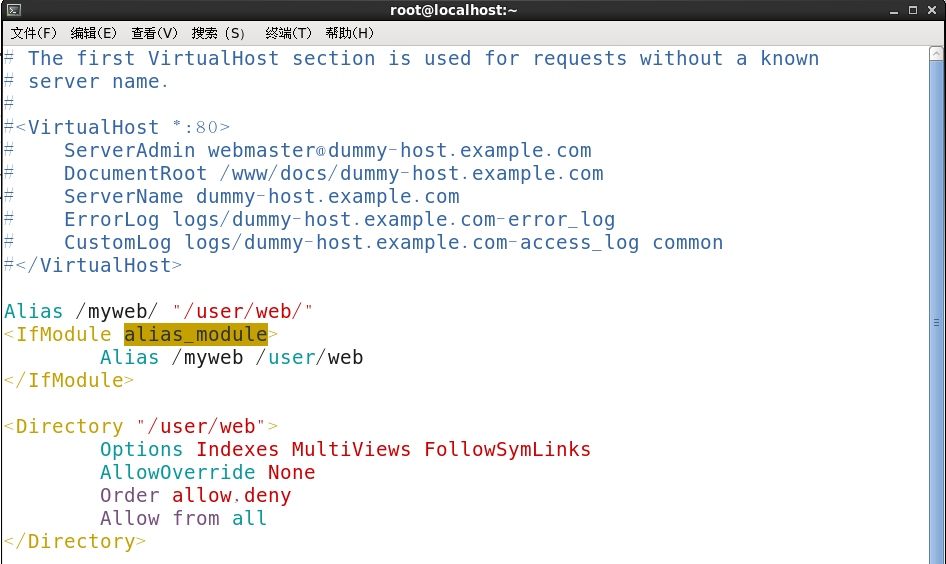 root@localhost:~
文件(F) 编辑(E) 查看(V) 搜索 (S) 终端(T) 帮助(H)
# The first VirtualHost section is used for requests without a known
# server name.
#
#<VirtualHost *:80>
#    ServerAdmin webmaster@dummy-host.example.com
#    DocumentRoot /www/docs/dummy-host.example.com
#    ServerName dummy-host.example.com
#    ErrorLog logs/dummy-host.example.com-error_log
#    CustomLog logs/dummy-host.example.com-access_log common
#</VirtualHost>
Alias /myweb/ "/user/web/"
<IfModule alias_module>
        Alias /myweb /user/web
</IfModule>
<Directory "/user/web">
        Options Indexes MultiViews FollowSymLinks
        AllowOverride None
        Order allow,deny
        Allow from all
</Directory>